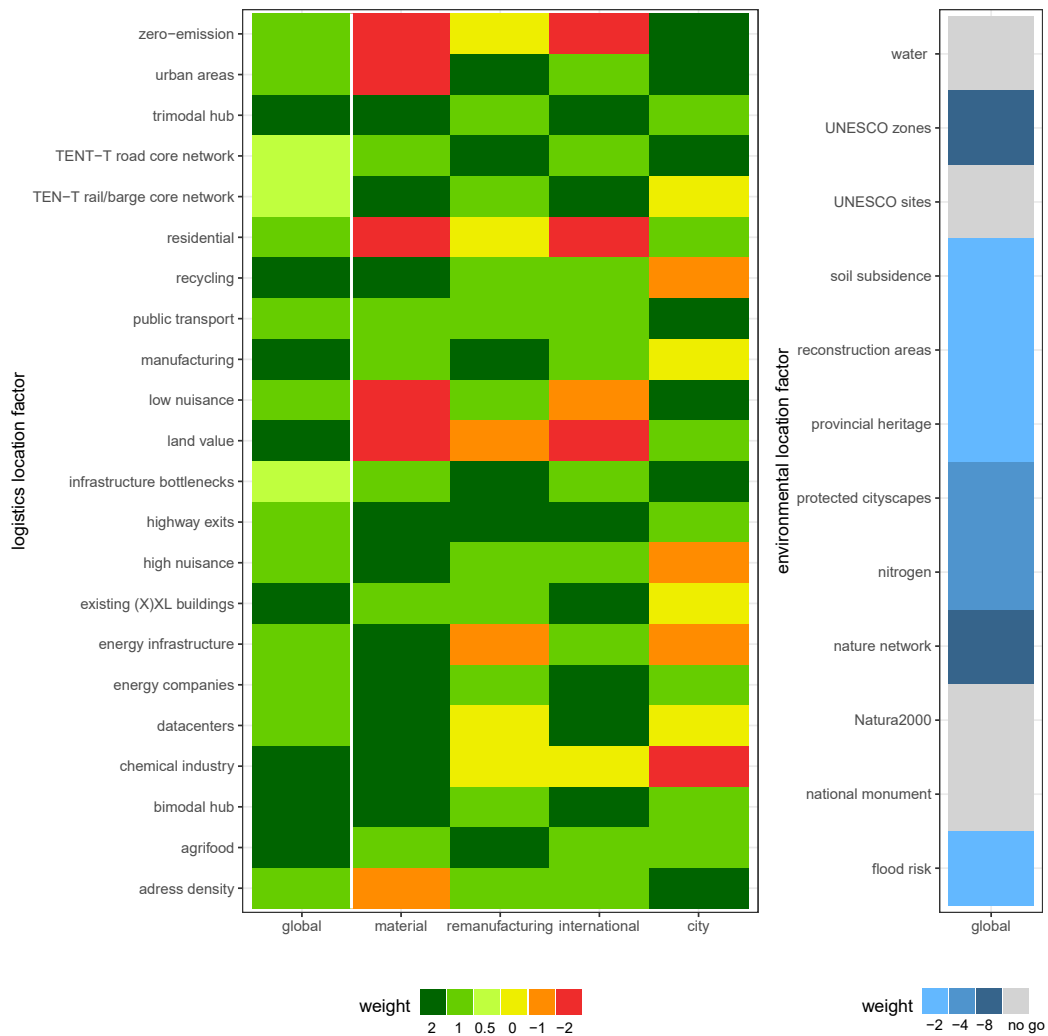 logistics location factor
zero−emission
urban areas
trimodal hub
TENT−T road core network
TEN−T rail/barge core network
residential
recycling
public transport
manufacturing
low nuisance
land value
infrastructure bottlenecks
highway exits
high nuisance
existing (X)XL buildings
energy infrastructure
energy companies
datacenters
chemical industry
bimodal hub
agrifood
adress density
global material remanufacturing international city
weight
2 1 0.5 0 −1 −2
environmental location factor
water
UNESCO zones
UNESCO sites
soil subsidence
reconstruction areas
provincial heritage
protected cityscapes
nitrogen
nature network
Natura2000
national monument
flood risk
global
weight
−2 −4 −8 no go